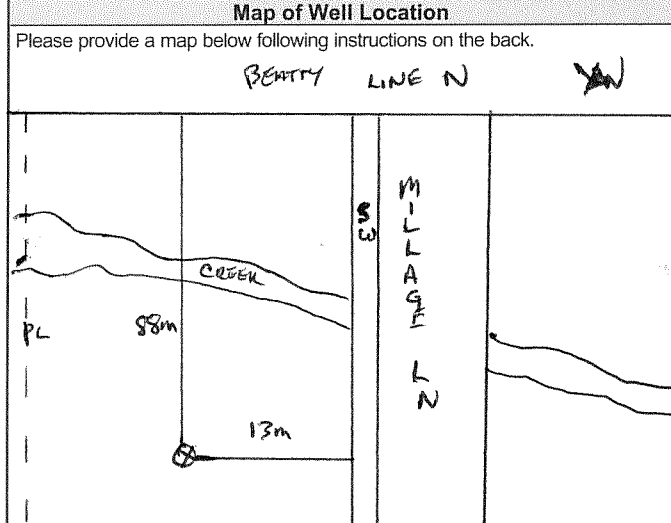 Map of Well Location
Please provide a map below following instructions on the back.
BEATTY LINE N
N
MILLAGE LN
SW
CREEK
PL
88m
13m